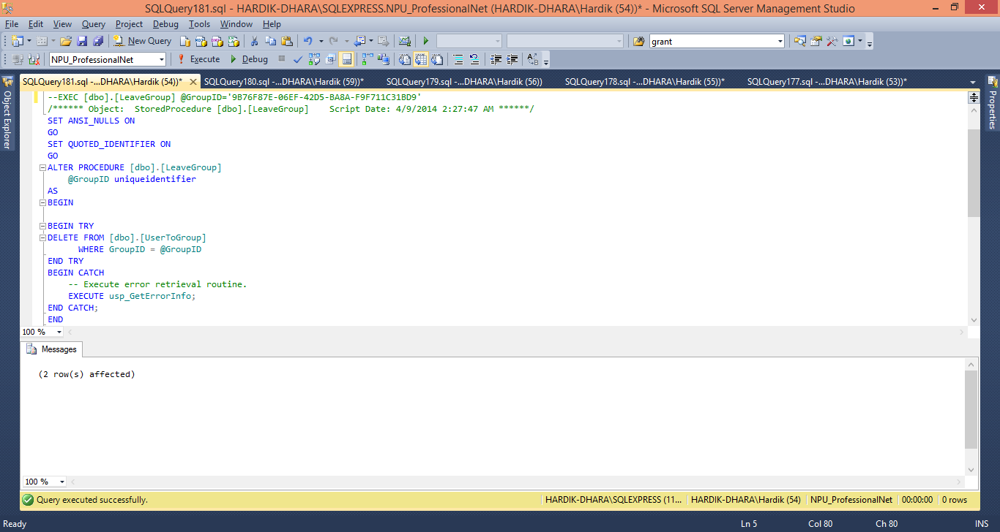 SQLQuery181.sql - HARDIK-DHARA\SQLEXPRESS.NPU_ProfessionalNet (HARDIK-DHARA\Hardik (54))* - Microsoft SQL Server Management Studio
File Edit View Query Project Debug Tools Window Help
New Query grant
NPU_ProfessionalNet Execute Debug
SQLQuery181.sql -...DHARA\Hardik (54))* SQLQuery180.sql -...DHARA\Hardik (59))* SQLQuery179.sql -...DHARA\Hardik (56)) SQLQuery178.sql -...DHARA\Hardik (55))* SQLQuery177.sql -...DHARA\Hardik (53))*
Object Explorer
Properties
--EXEC [dbo].[LeaveGroup] @GroupID='9B76F87E-06EF-42D5-BA8A-F9F711C31BD9'
/****** Object:  StoredProcedure [dbo].[LeaveGroup]    Script Date: 4/9/2014 2:27:47 AM ******/
SET ANSI_NULLS ON
GO
SET QUOTED_IDENTIFIER ON
GO
ALTER PROCEDURE [dbo].[LeaveGroup]
@GroupID uniqueidentifier
AS
BEGIN
BEGIN TRY
DELETE FROM [dbo].[UserToGroup]
WHERE GroupID = @GroupID
END TRY
BEGIN CATCH
-- Execute error retrieval routine.
EXECUTE usp_GetErrorInfo;
END CATCH;
END
100 %
Messages
(2 row(s) affected)
100 %
Query executed successfully. HARDIK-DHARA\SQLEXPRESS (11... HARDIK-DHARA\Hardik (54) NPU_ProfessionalNet 00:00:00 0 rows
Ready Ln 5 Col 80 Ch 80 INS